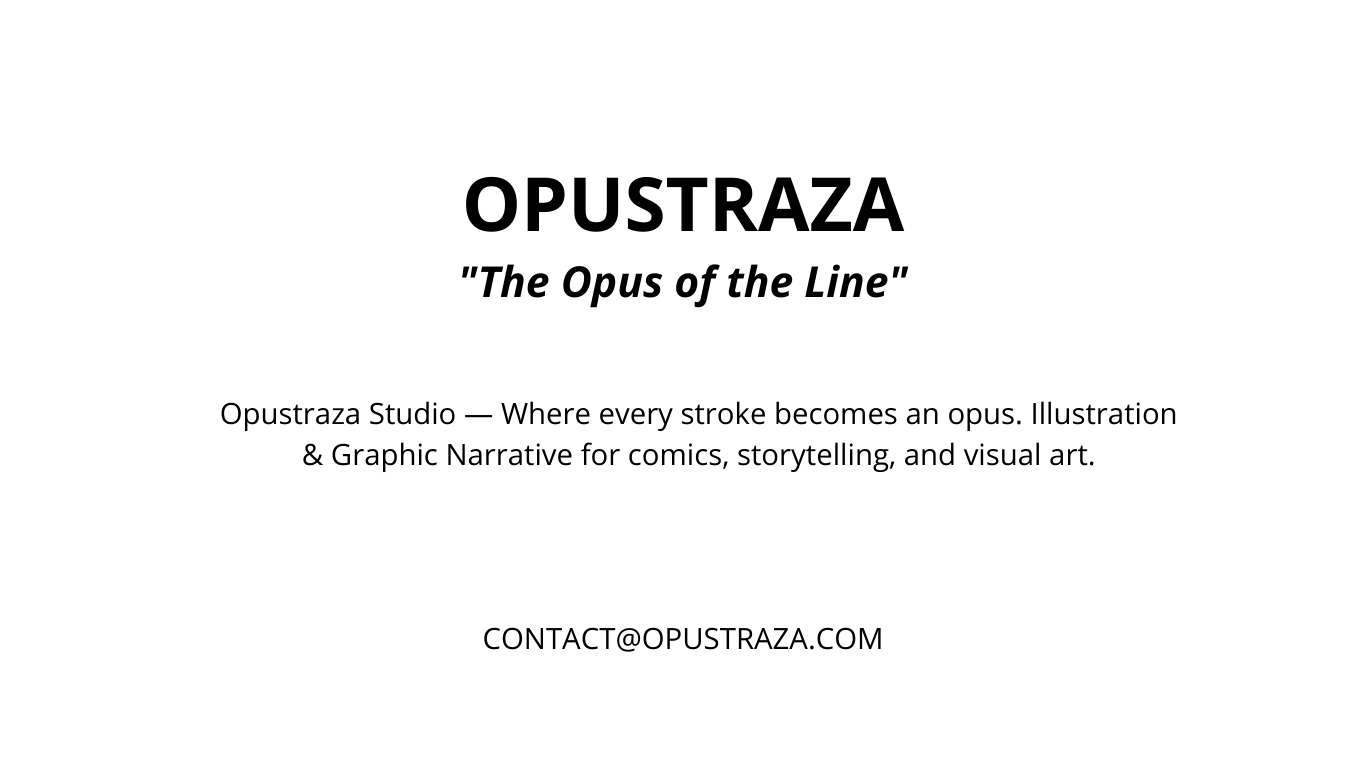 OPUSTRAZA
"The Opus of the Line"
Opustraza Studio — Where every stroke becomes an opus. Illustration
& Graphic Narrative for comics, storytelling, and visual art.
CONTACT@OPUSTRAZA.COM